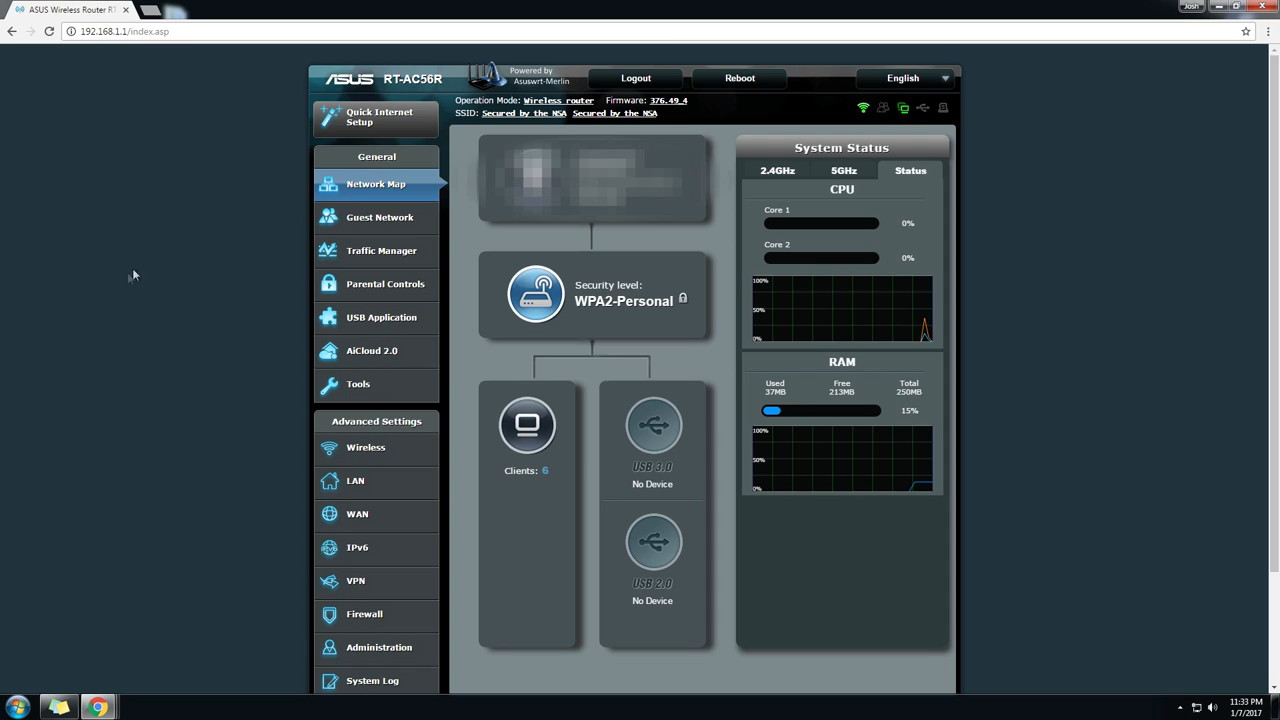 ASUS Wireless Router RT
Josh
192.168.1.1/index.asp
ASUS RT-AC56R
Powered by
Asuswrt-Merlin
Logout
Reboot
English
Quick Internet
Setup
Operation Mode: Wireless router Firmware: 376.49_4
SSID: Secured by the NSA Secured by the NSA
General
Network Map
Guest Network
Traffic Manager
Parental Controls
USB Application
AiCloud 2.0
Tools
Advanced Settings
Wireless
LAN
WAN
IPv6
VPN
Firewall
Administration
System Log
Security level:
WPA2-Personal
Clients: 6
USB 3.0
No Device
USB 2.0
No Device
System Status
2.4GHz 5GHz Status
CPU
Core 1
0%
Core 2
0%
100%
50%
0%
RAM
Used Free Total
37MB 213MB 250MB
15%
100%
50%
0%
11:33 PM
1/7/2017